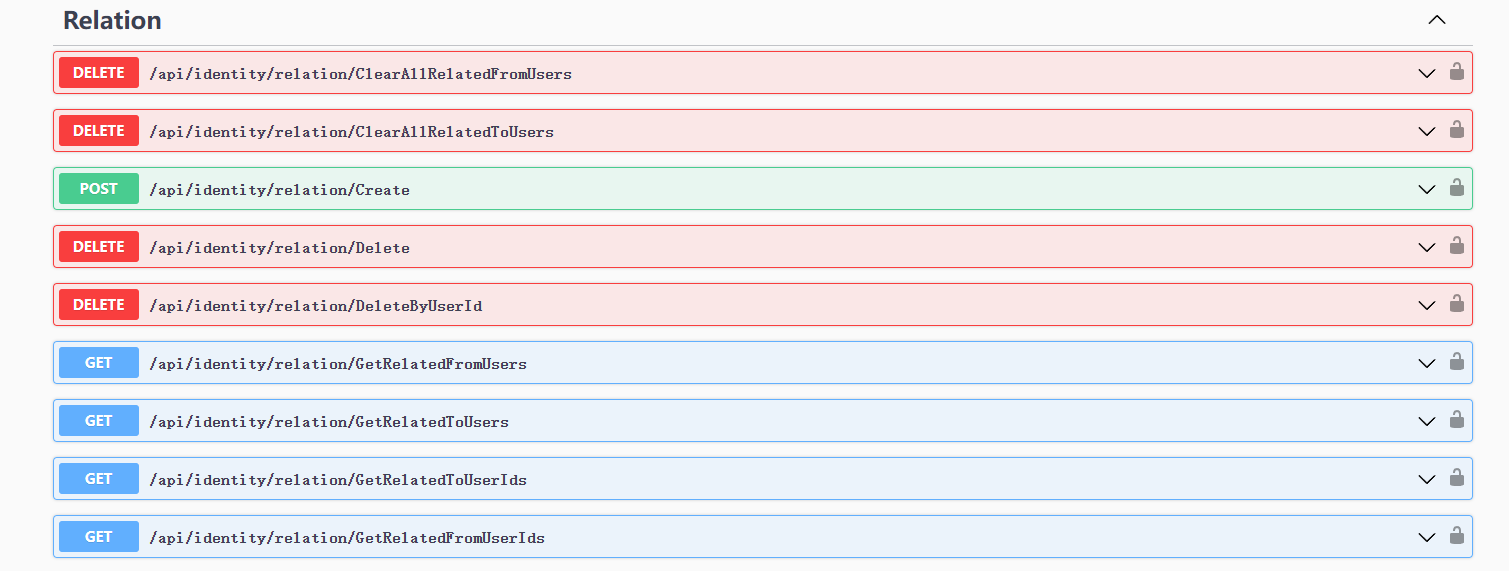 Relation
DELETE /api/identity/relation/ClearAllRelatedFromUsers
DELETE /api/identity/relation/ClearAllRelatedToUsers
POST /api/identity/relation/Create
DELETE /api/identity/relation/Delete
DELETE /api/identity/relation/DeleteByUserId
GET /api/identity/relation/GetRelatedFromUsers
GET /api/identity/relation/GetRelatedToUsers
GET /api/identity/relation/GetRelatedToUserIds
GET /api/identity/relation/GetRelatedFromUserIds